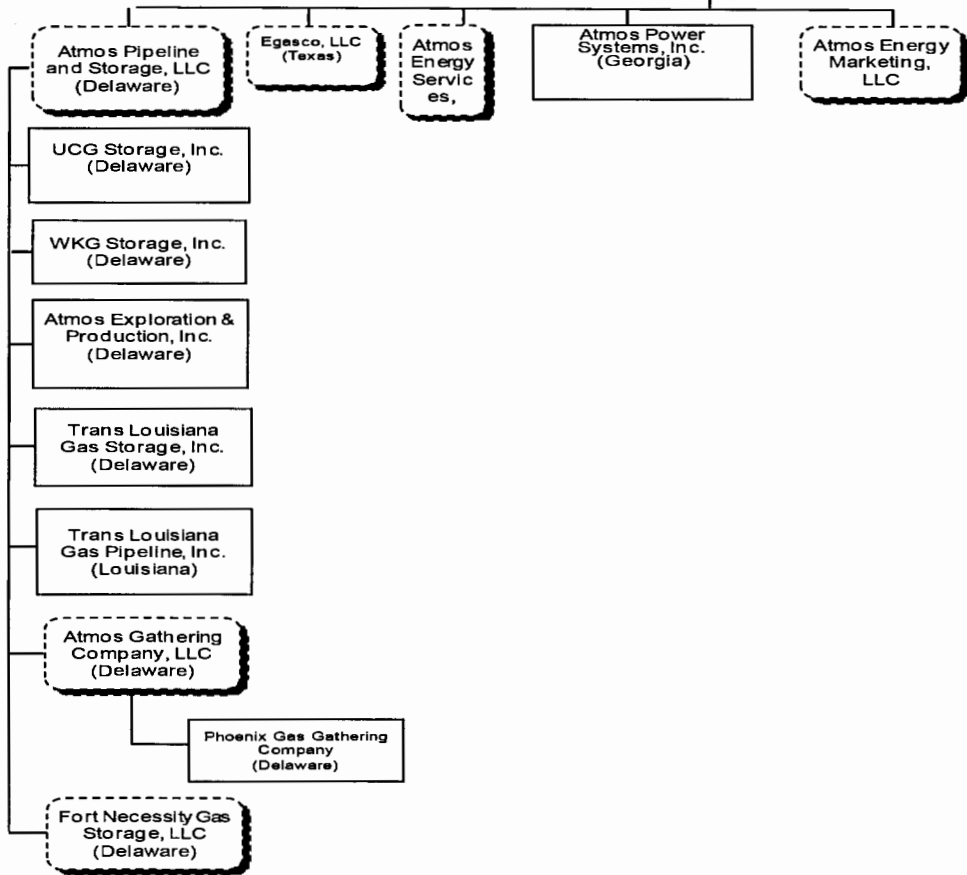 Atmos Pipeline
and Storage, LLC
(Delaware)
Egasco, LLC
(Texas)
Atmos
Energy
Servic
es,
Atmos Power
Systems, Inc.
(Georgia)
Atmos Energy
Marketing,
LLC
UCG Storage, Inc.
(Delaware)
WKG Storage, Inc.
(Delaware)
Atmos Exploration &
Production, Inc.
(Delaware)
Trans Louisiana
Gas Storage, Inc.
(Delaware)
Trans Louisiana
Gas Pipeline, Inc.
(Louisiana)
Atmos Gathering
Company, LLC
(Delaware)
Phoenix Gas Gathering
Company
(Delaware)
Fort Necessity Gas
Storage, LLC
(Delaware)